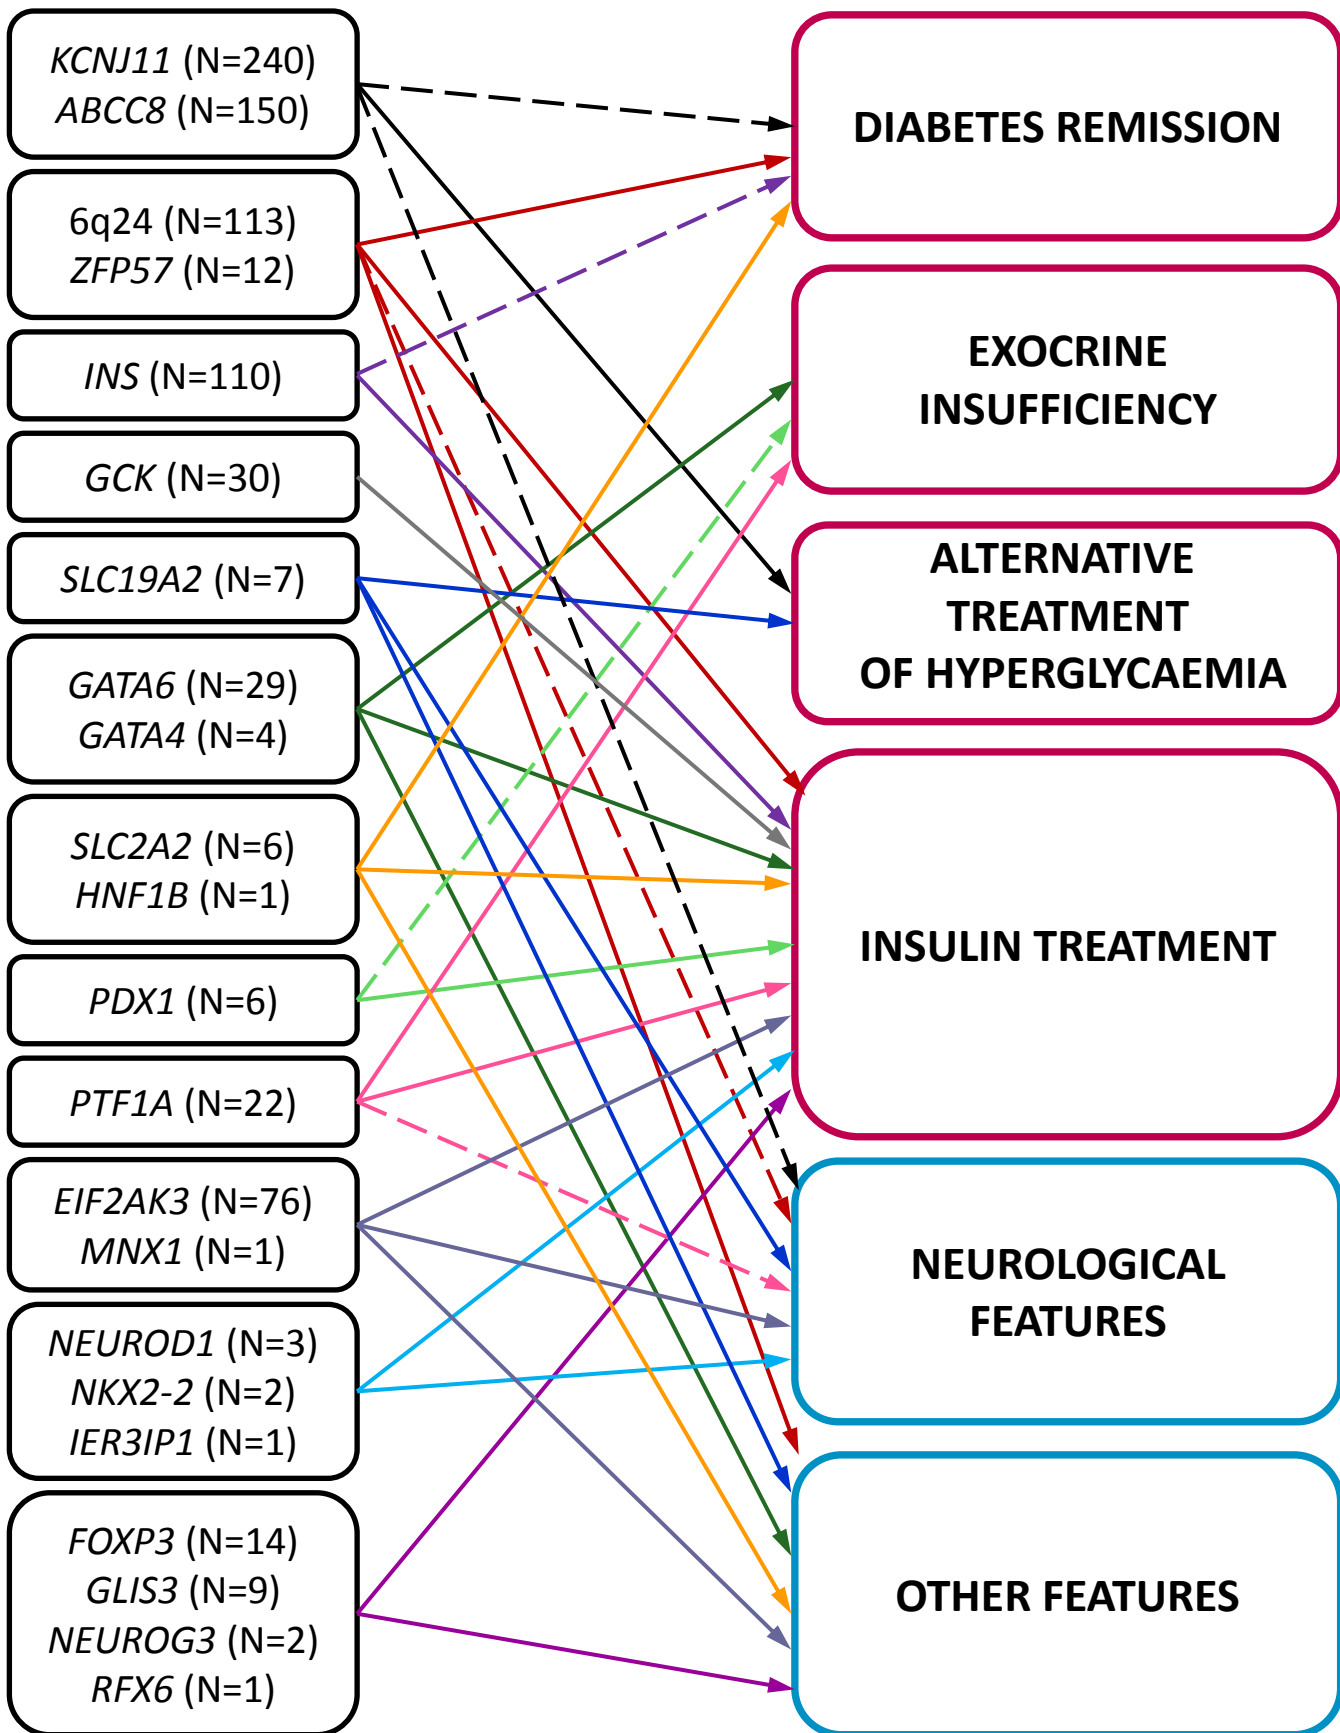 KCNJ11 (N=240)
ABCC8 (N=150)
6q24 (N=113)
ZFP57 (N=12)
INS (N=110)
GCK (N=30)
SLC19A2 (N=7)
GATA6 (N=29)
GATA4 (N=4)
SLC2A2 (N=6)
HNF1B (N=1)
PDX1 (N=6)
PTF1A (N=22)
EIF2AK3 (N=76)
MNX1 (N=1)
NEUROD1 (N=3)
NKX2-2 (N=2)
IER3IP1 (N=1)
FOXP3 (N=14)
GLIS3 (N=9)
NEUROG3 (N=2)
RFX6 (N=1)
DIABETES REMISSION
EXOCRINE
INSUFFICIENCY
ALTERNATIVE
TREATMENT
OF HYPERGLYCAEMIA
INSULIN TREATMENT
NEUROLOGICAL
FEATURES
OTHER FEATURES